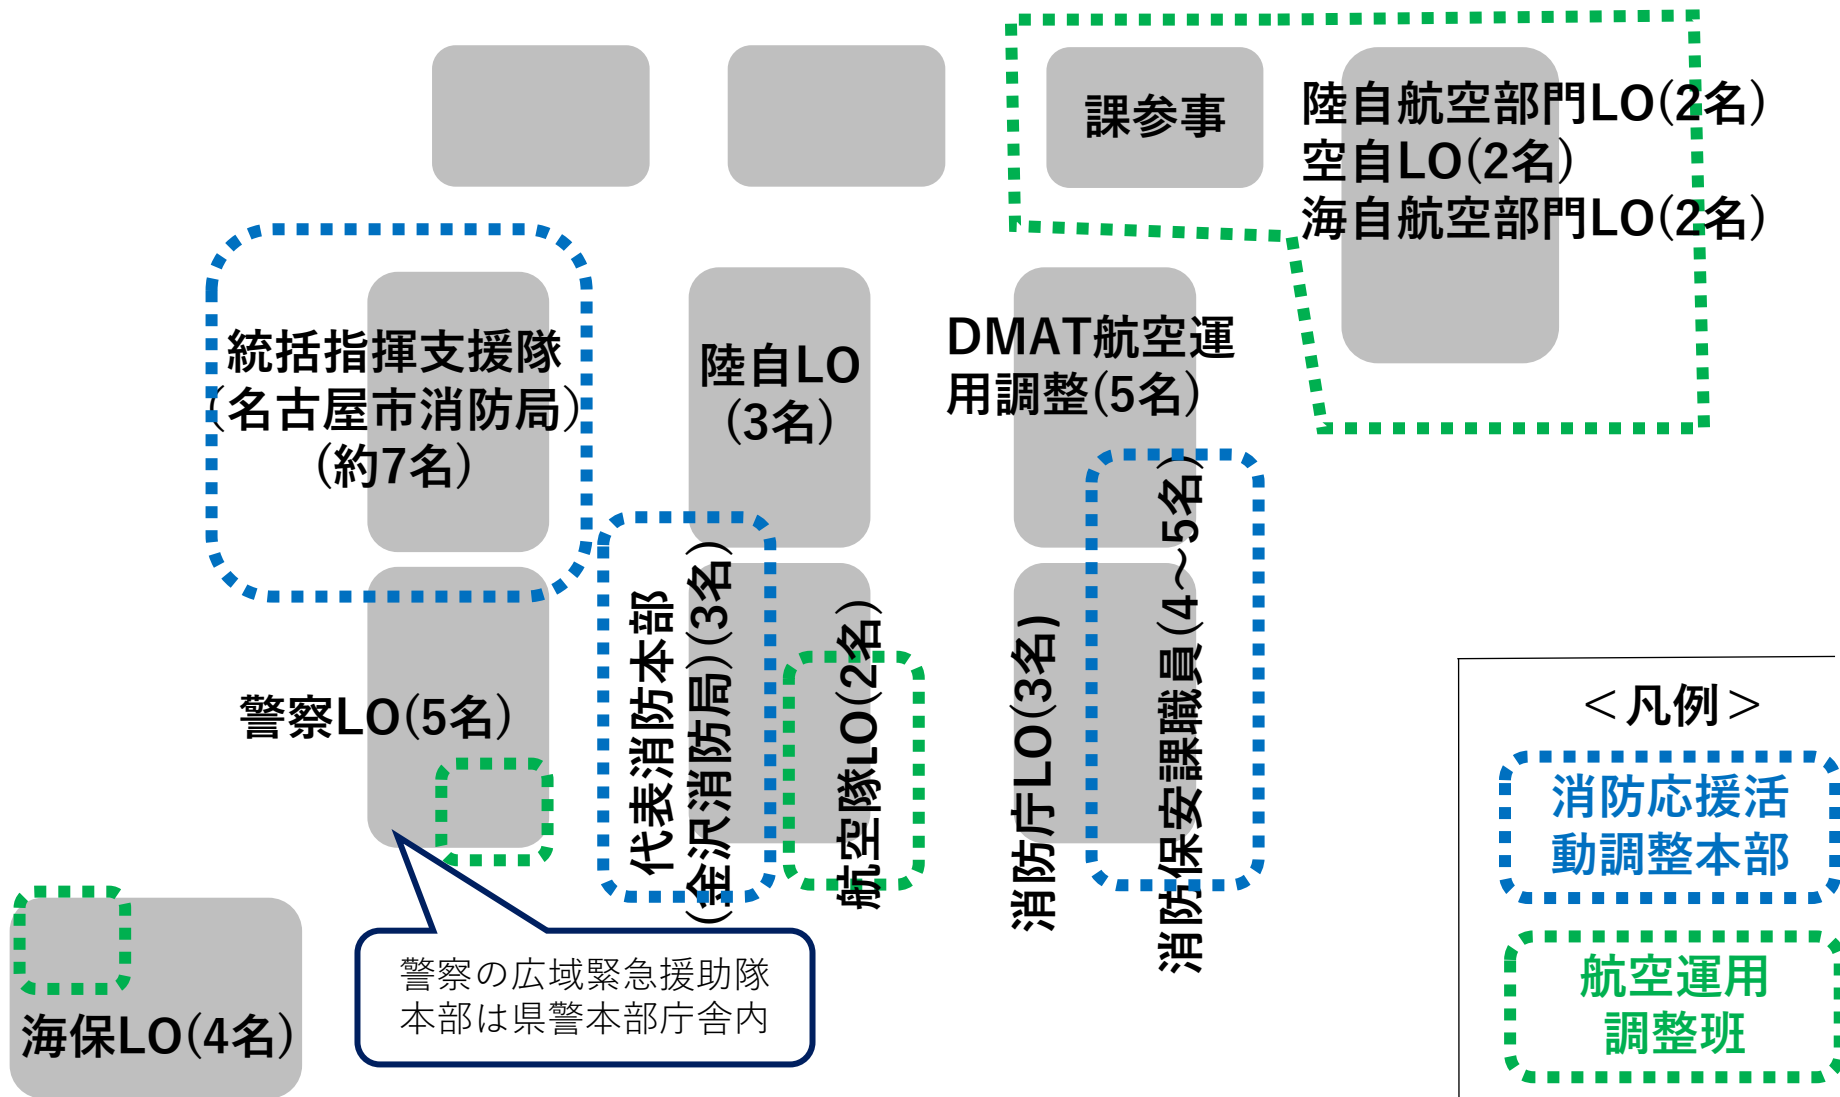 課参事
陸自航空部門LO(2名)
空自LO(2名)
海自航空部門LO(2名)
統括指揮支援隊
(名古屋市消防局)
(約7名)
陸自LO
(3名)
DMAT航空運
用調整(5名)
警察LO(5名)
代表消防本部
(金沢消防局)(3名)
航空隊LO(2名)
消防庁LO(3名)
消防保安課職員(4～5名)
海保LO(4名)
警察の広域緊急援助隊
本部は県警本部庁舎内
＜凡例＞
消防応援活
動調整本部
航空運用
調整班